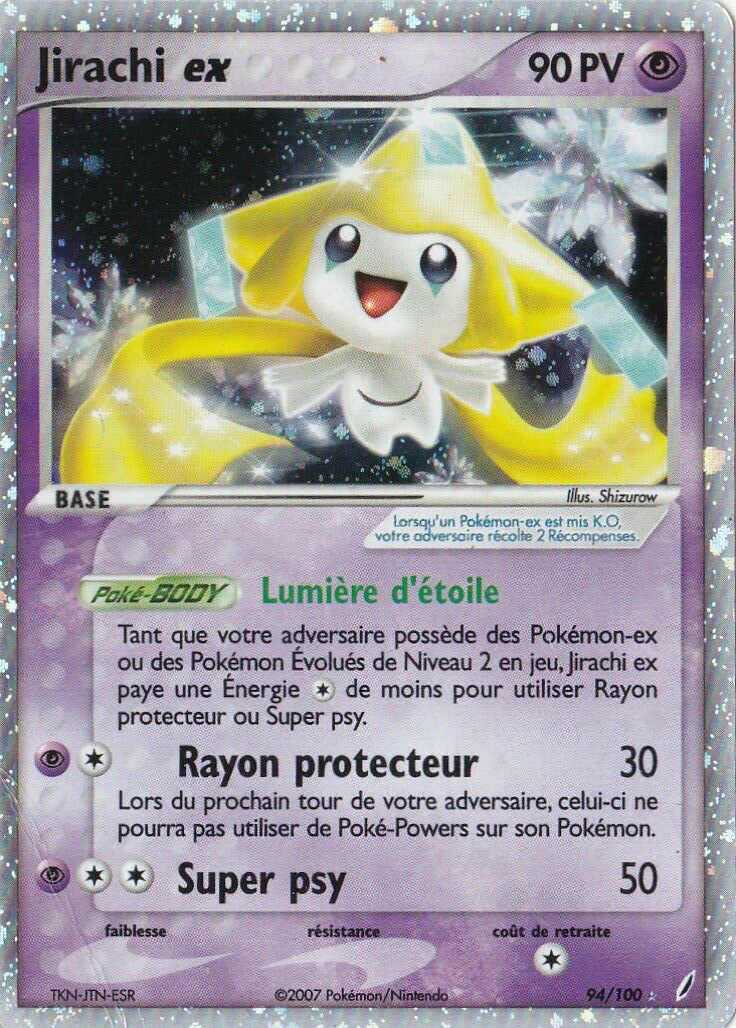 Jirachi ex 90 PV
BASE
Illus. Shizurow
Lorsqu'un Pokémon-ex est mis K.O,
votre adversaire récolte 2 Récompenses.
Poké-BODY Lumière d'étoile
Tant que votre adversaire possède des Pokémon-ex
ou des Pokémon Évolués de Niveau 2 en jeu, Jirachi ex
paye une Énergie de moins pour utiliser Rayon
protecteur ou Super psy.
Rayon protecteur 30
Lors du prochain tour de votre adversaire, celui-ci ne
pourra pas utiliser de Poké-Powers sur son Pokémon.
Super psy 50
faiblesse résistance coût de retraite
TKN-JTN-ESR ©2007 Pokémon/Nintendo 94/100